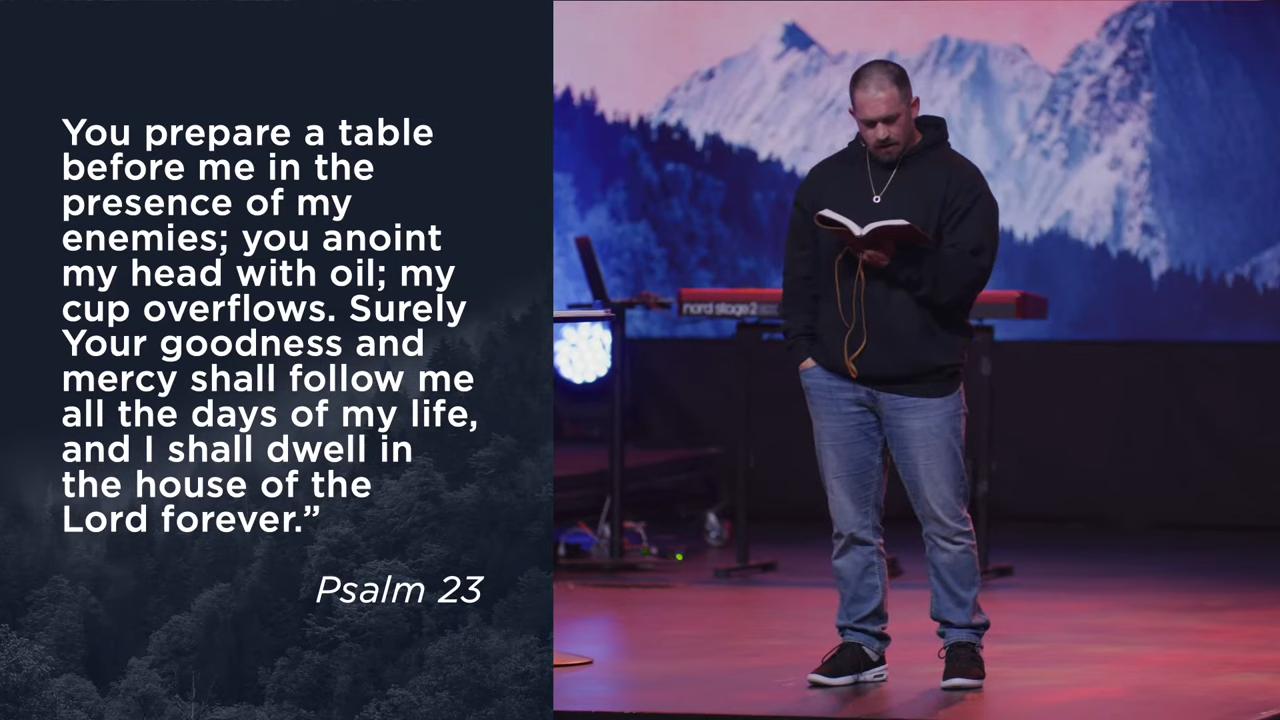 You prepare a table
before me in the
presence of my
enemies; you anoint
my head with oil; my
cup overflows. Surely
Your goodness and
mercy shall follow me
all the days of my life,
and I shall dwell in
the house of the
Lord forever.”
Psalm 23
nord stage 2